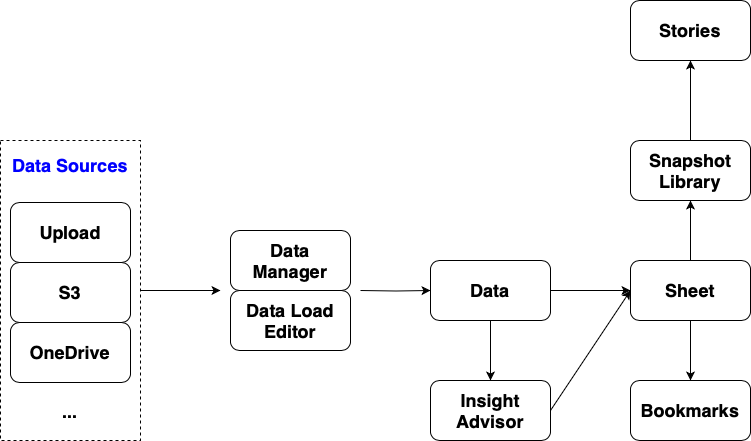 Stories
Snapshot
Library
Data Sources
Upload
S3
OneDrive
...
Data
Manager
Data Load
Editor
Data
Sheet
Insight
Advisor
Bookmarks